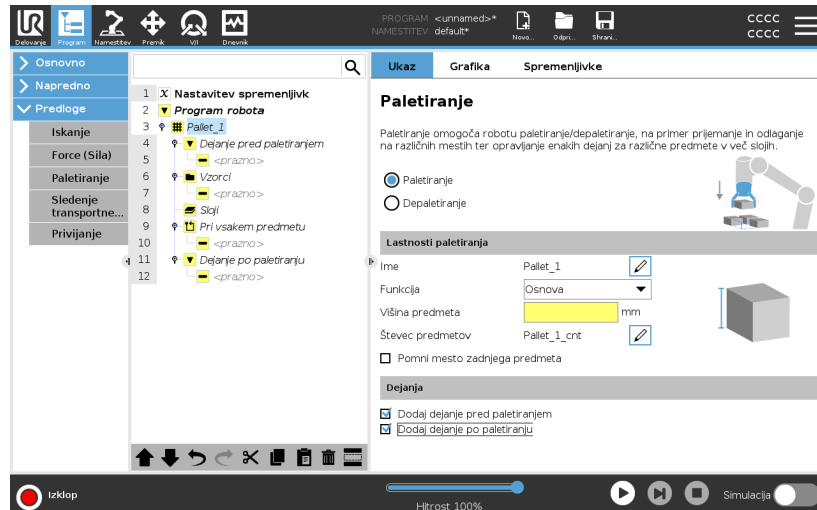 UR
PROGRAM <unnamed>*
NAMESTITEV default*
CCCC
CCCC
Delovanje Program Namestitev Premik V/I Dnevnik Novo... Odpri... Shrani...
Osnovno
Napredno
Predloge
Iskanje
Force (Sila)
Paletiranje
Sledenje
transportne...
Privijanje
1 X Nastavitev spremenljivk
2 Program robota
3 Pallet_1
4 Dejanje pred paletiranjem
5 <prazno>
6 Vzorci
7 <prazno>
8 Sloji
9 Pri vsakem predmetu
10 <prazno>
11 Dejanje po paletiranju
12 <prazno>
Ukaz Grafika Spremenljivke
Paletiranje
Paletiranje omogoča robotu paletiranje/depaletiranje, na primer prijemanje in odlaganje
na različnih mestih ter opravljanje enakih dejanj za različne predmete v več slojih.
Paletiranje
Depaletiranje
Lastnosti paletiranja
Ime Pallet_1
Funkcija Osnova
Višina predmeta mm
Števec predmetov Pallet_1_cnt
Pomni mesto zadnjega predmeta
Dejanja
Dodaj dejanje pred paletiranjem
Dodaj dejanje po paletiranju
Izklop
Hitrost 100%
Simulacija